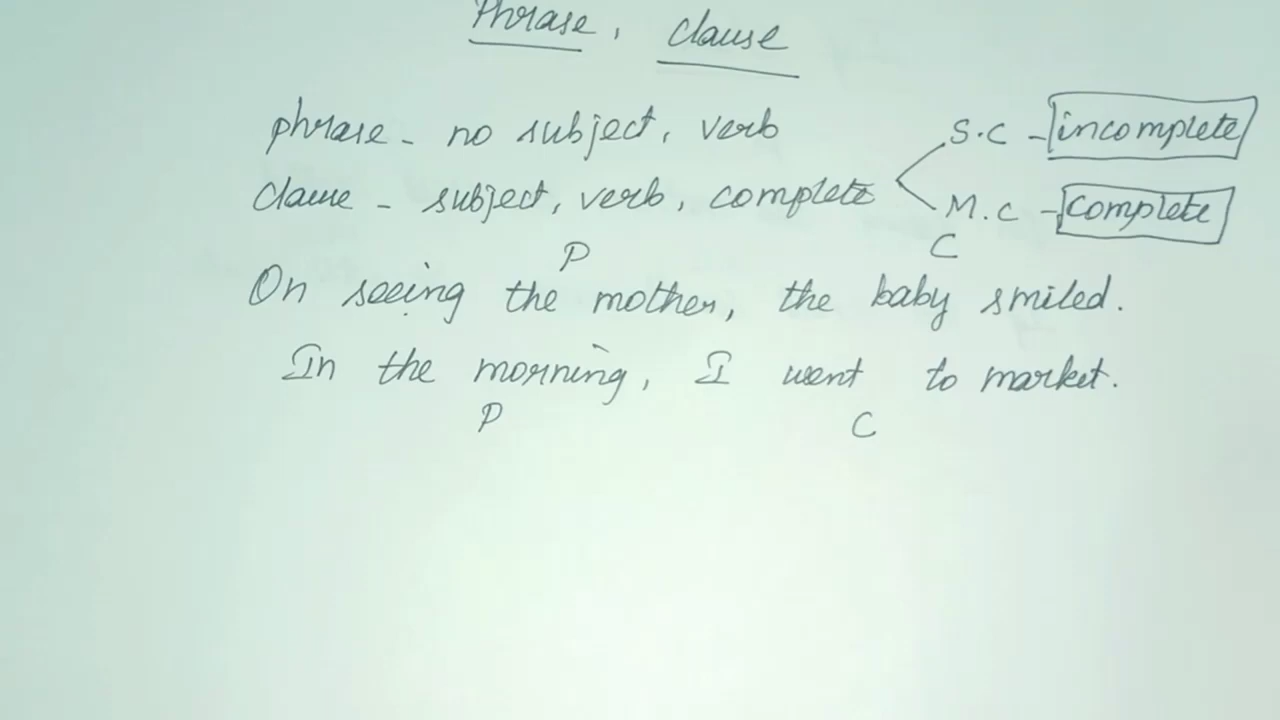 Phrase, Clause
phrase - no subject, verb
S.C - incomplete
Clause - subject, verb, complete
M.C - complete
P C
On seeing the mother, the baby smiled.
In the morning, I went to market.
P C